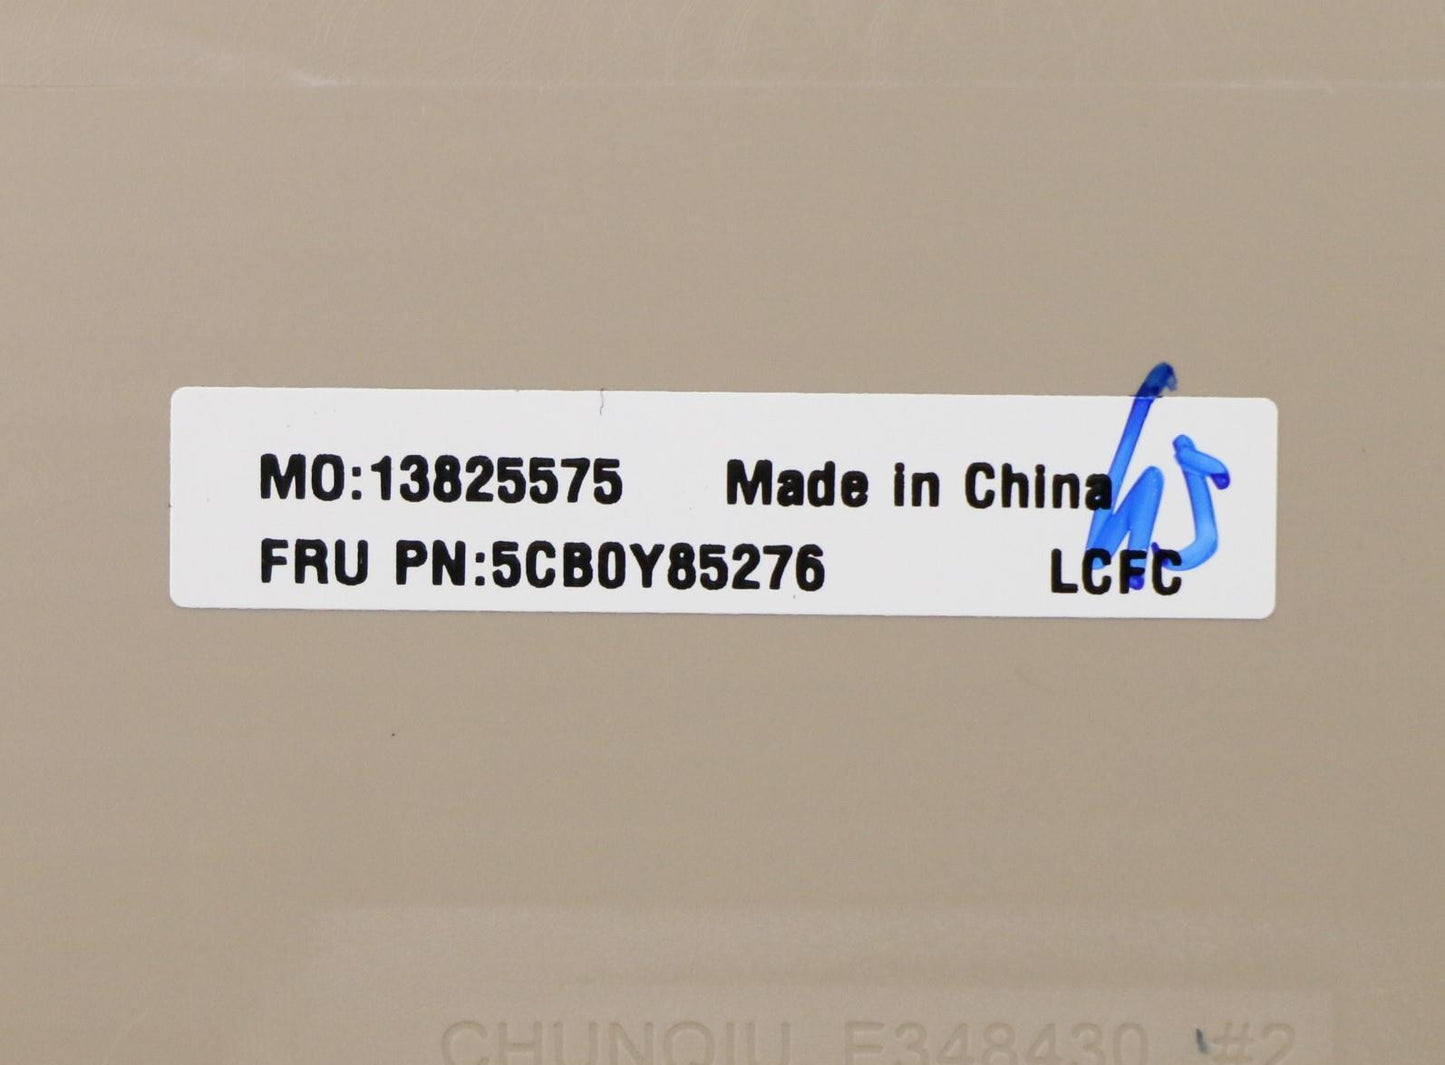 MO:13825575 Made in China
FRU PN:5CB0Y85276 LCFC
CHUNQIU E348430 #2